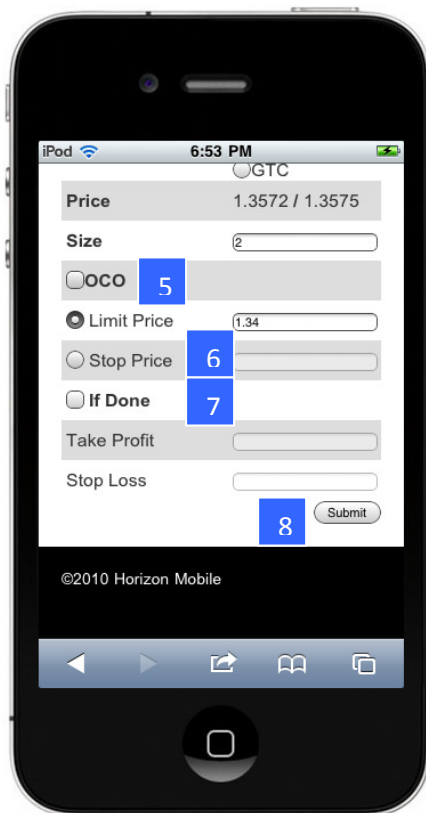 iPod 6:53 PM
GTC
Price 1.3572 / 1.3575
Size 2
OCO 5
Limit Price 1.34
Stop Price 6
If Done 7
Take Profit
Stop Loss
8 Submit
©2010 Horizon Mobile